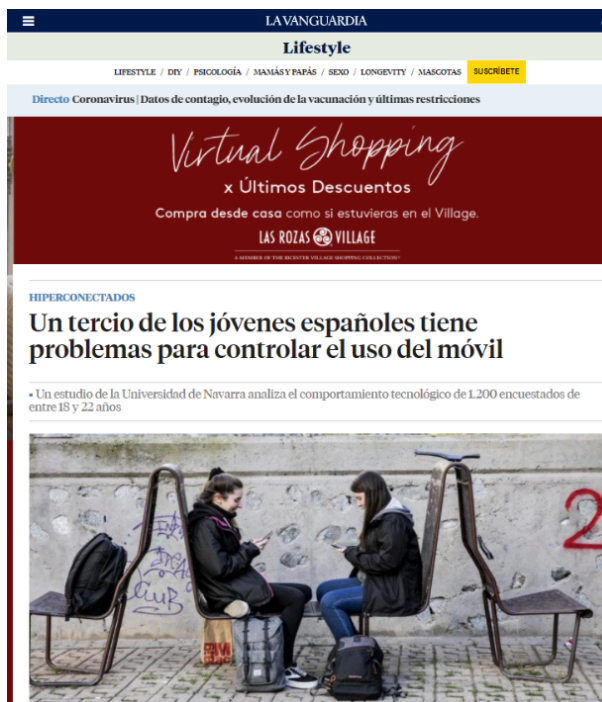 LAVANGUARDIA
Lifestyle
LIFESTYLE / DIY / PSICOLOGÍA / MAMÁS Y PAPÁS / SEXO / LONGEVITY / MASCOTAS SUSCRÍBETE
Directo Coronavirus | Datos de contagio, evolución de la vacunación y últimas restricciones
Virtual Shopping
x Últimos Descuentos
Compra desde casa como si estuvieras en el Village.
LAS ROZAS VILLAGE
A MEMBER OF THE BICESTER VILLAGE SHOPPING COLLECTION®
HIPERCONECTADOS
Un tercio de los jóvenes españoles tiene
problemas para controlar el uso del móvil
▪ Un estudio de la Universidad de Navarra analiza el comportamiento tecnológico de 1.200 encuestados de
entre 18 y 22 años
2